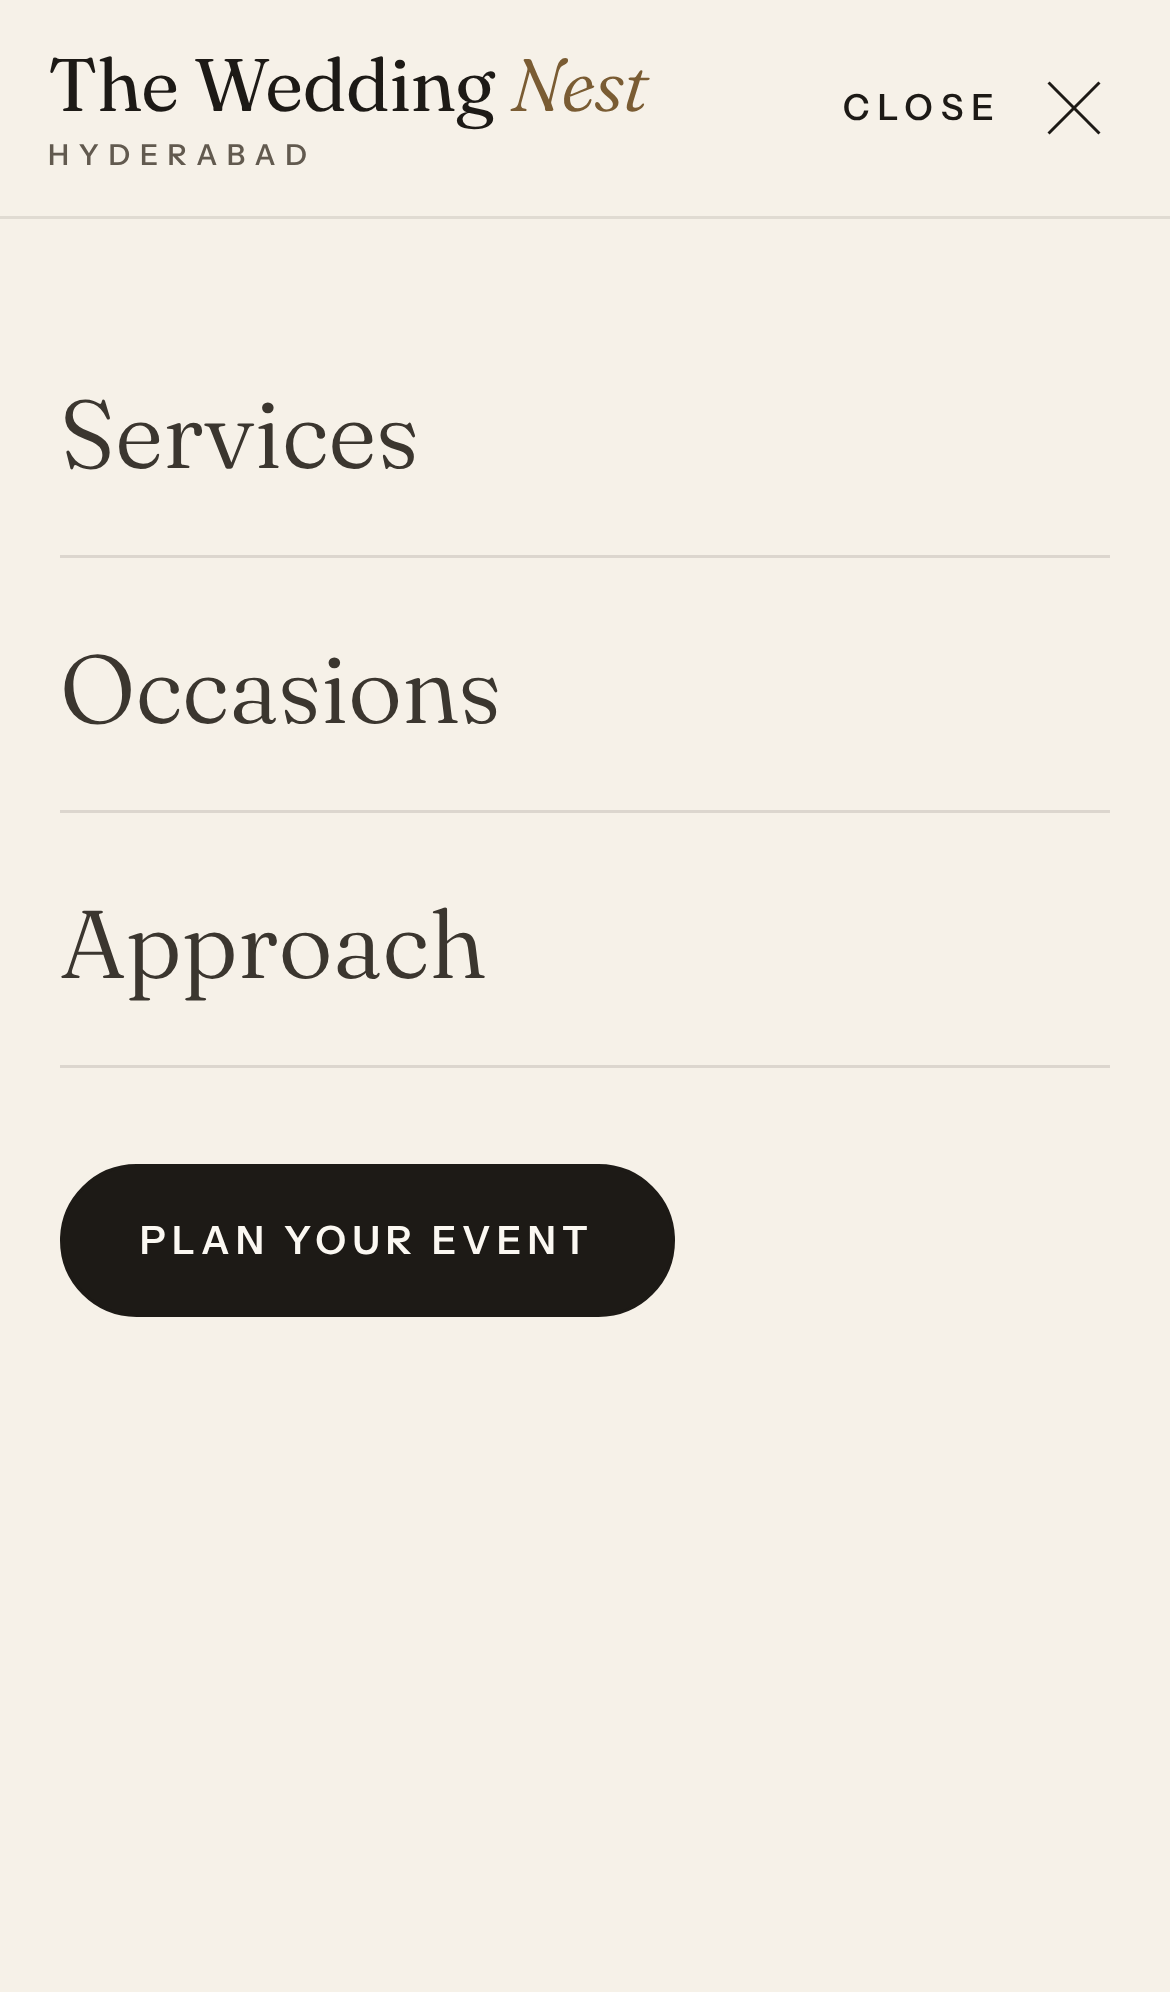 The Wedding Nest
HYDERABAD
CLOSE
Services
Occasions
Approach
PLAN YOUR EVENT